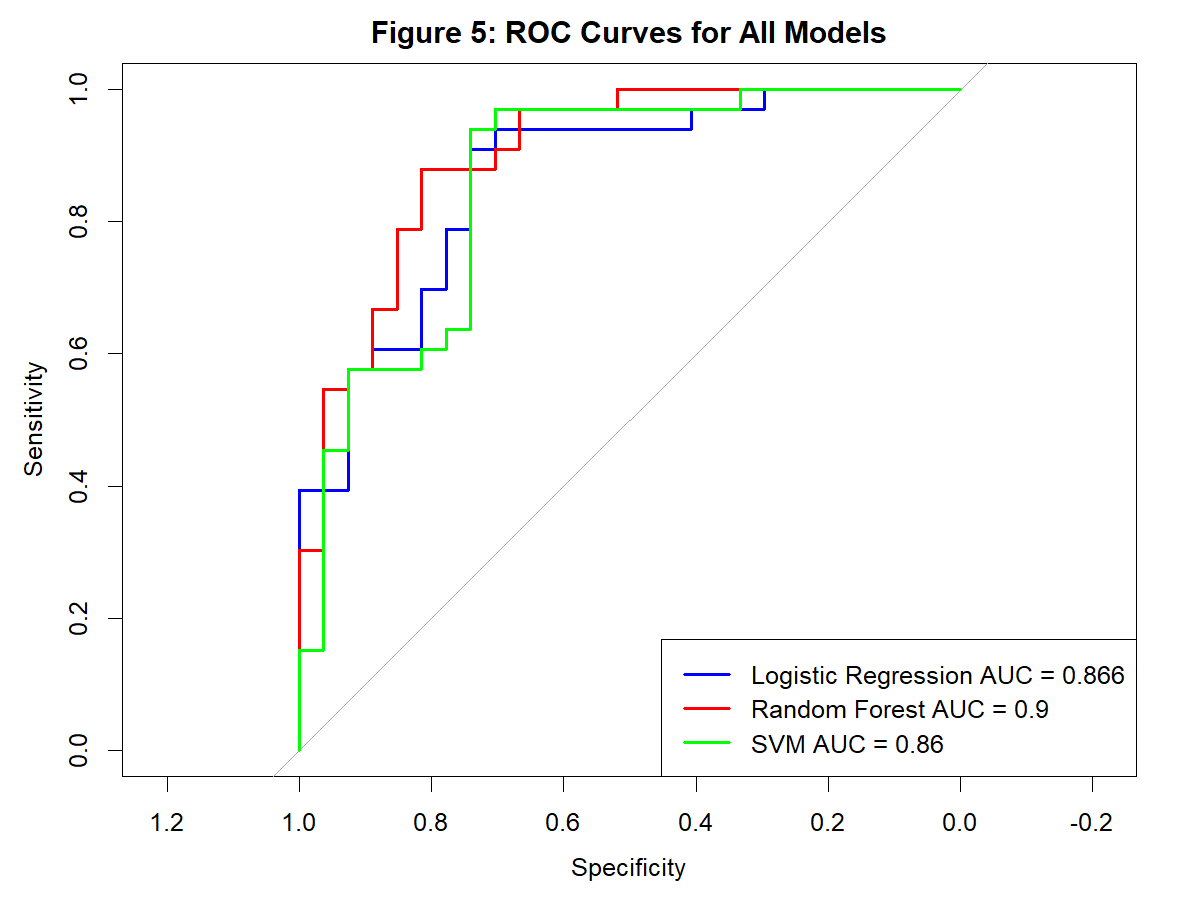 Figure 5: ROC Curves for All Models
Sensitivity
1.0
0.8
0.6
0.4
0.2
0.0
Logistic Regression AUC = 0.866
Random Forest AUC = 0.9
SVM AUC = 0.86
1.2 1.0 0.8 0.6 0.4 0.2 0.0 -0.2
Specificity